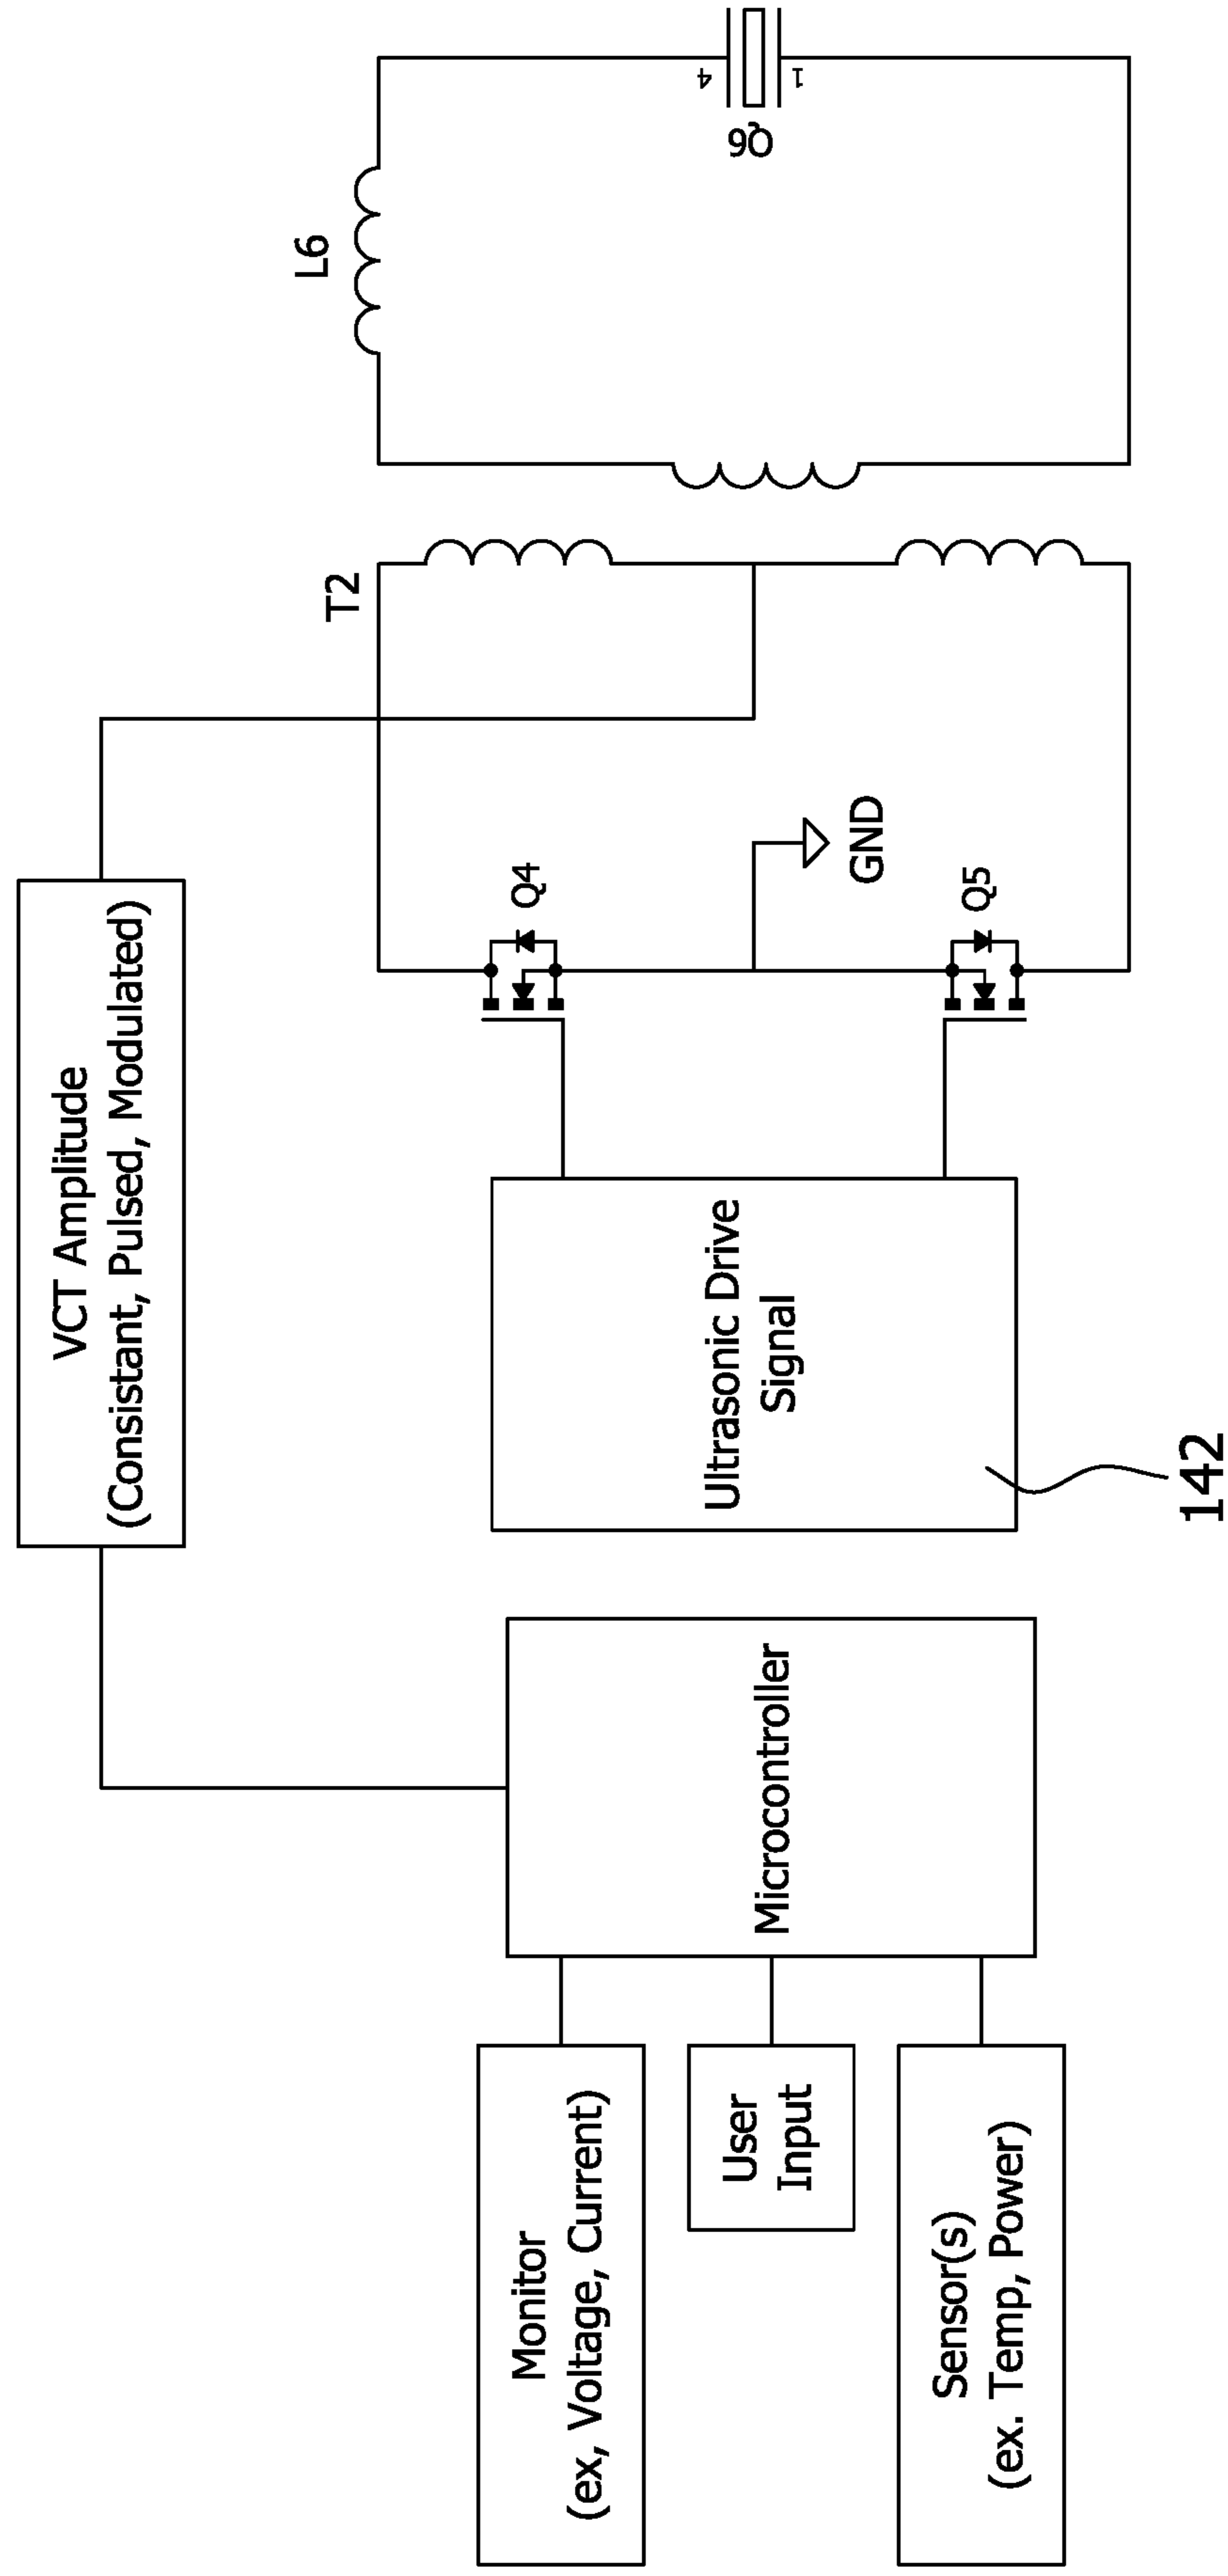 VCT Amplitude
(Consistant, Pulsed, Modulated)
Monitor
(ex, Voltage, Current)
User
Input
Sensor(s)
(ex. Temp, Power)
Microcontroller
Ultrasonic Drive
Signal
142
Q4
Q5
GND
T2
L6
Q6
4
1